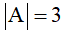 |A| = 3